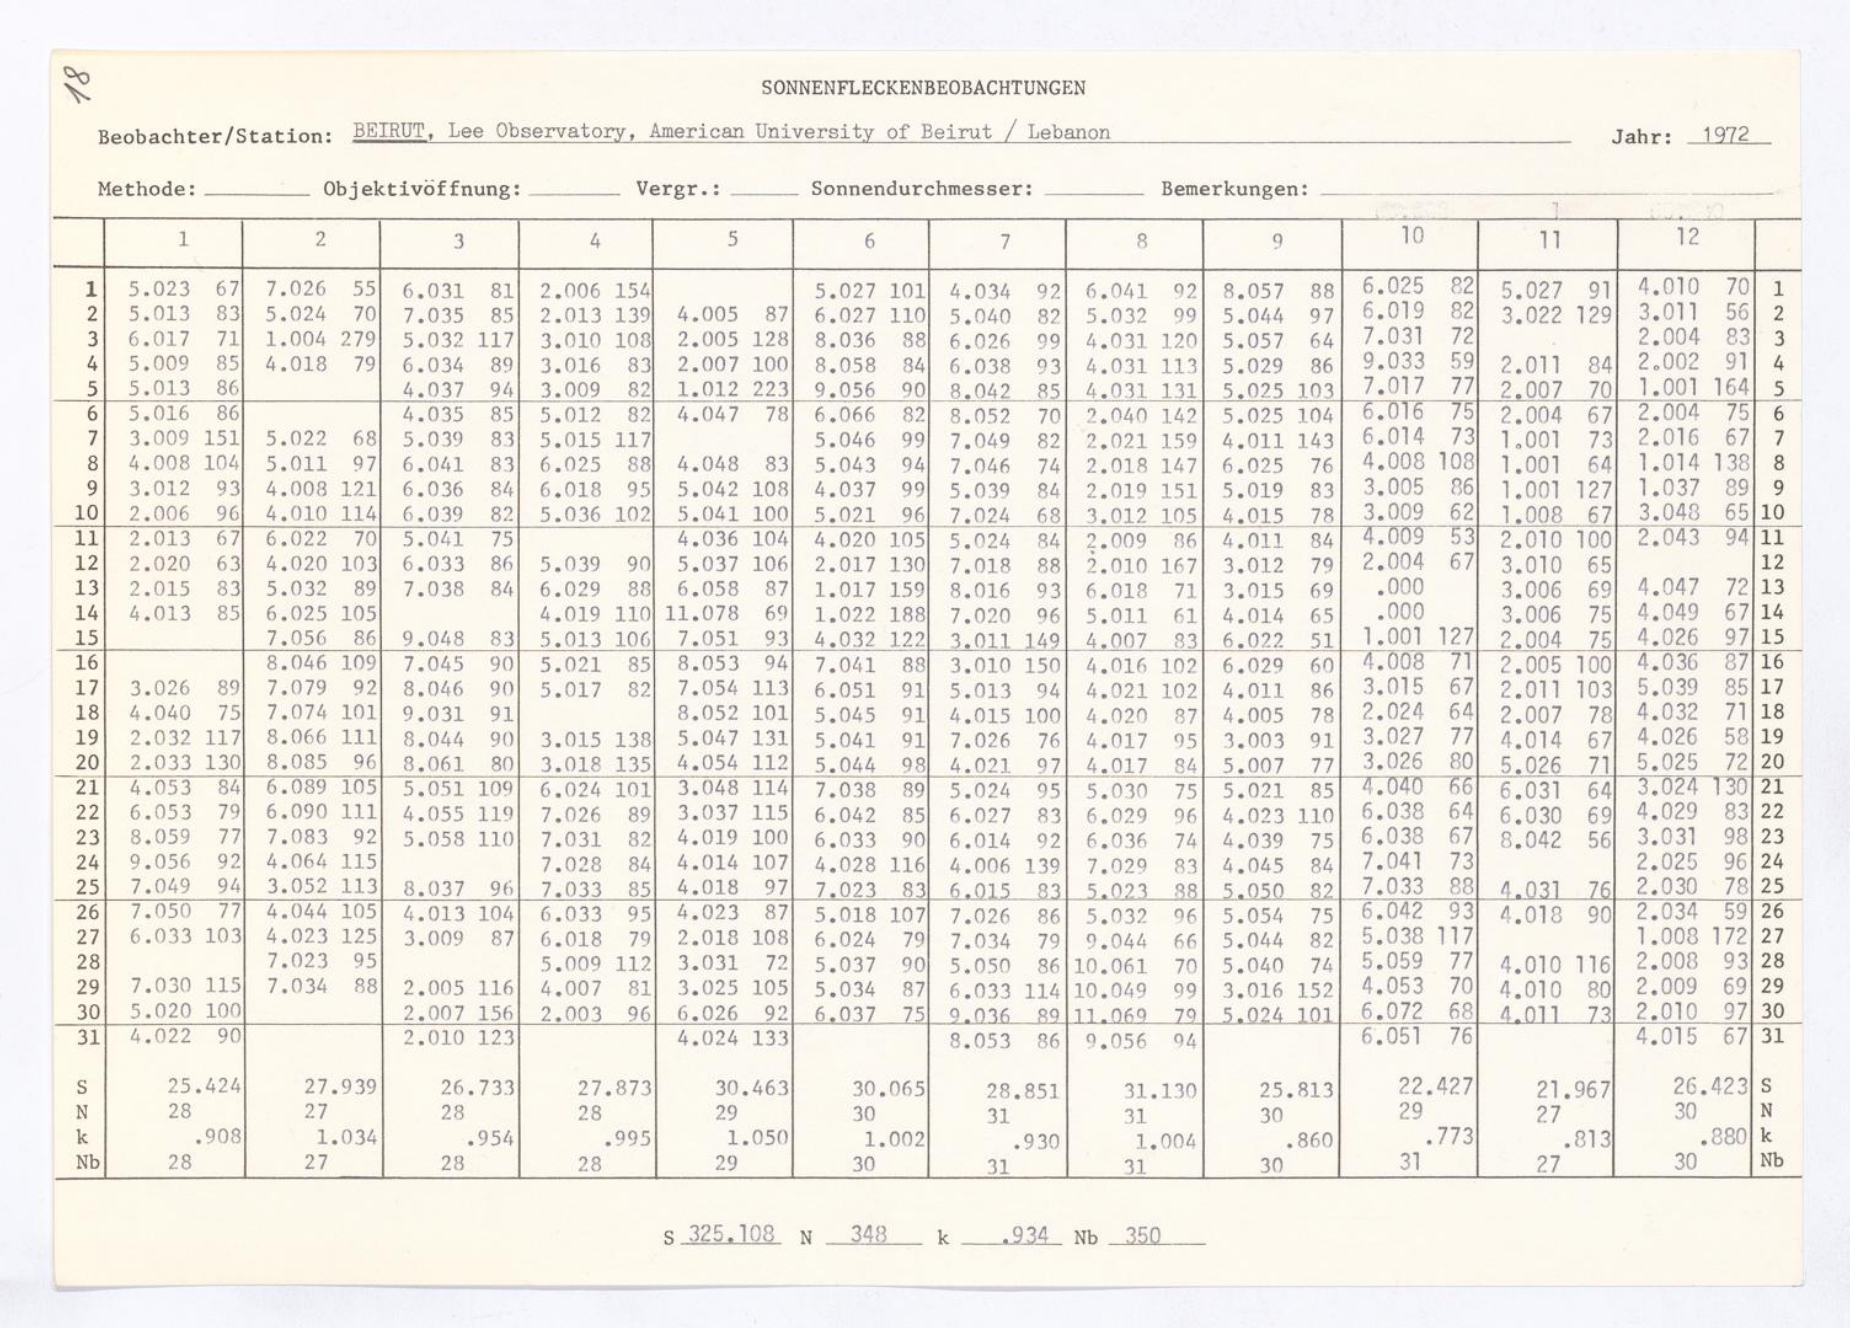 18
SONNENFLECKENBEOBACHTUNGEN
Beobachter/Station: BEIRUT, Lee Observatory, American University of Beirut / Lebanon Jahr: 1972
Methode: Objektivöffnung: Vergr.: Sonnendurchmesser: Bemerkungen:
1 2 3 4 5 6 7 8 9 10 11 12
1 5.023 67 7.026 55 6.031 81 2.006 154 5.027 101 4.034 92 6.041 92 8.057 88 6.025 82 5.027 91 4.010 70 1
2 5.013 83 5.024 70 7.035 85 2.013 139 4.005 87 6.027 110 5.040 82 5.032 99 5.044 97 6.019 82 3.022 129 3.011 56 2
3 6.017 71 1.004 279 5.032 117 3.010 108 2.005 128 8.036 88 6.026 99 4.031 120 5.057 64 7.031 72 2.004 83 3
4 5.009 85 4.018 79 6.034 89 3.016 83 2.007 100 8.058 84 6.038 93 4.031 113 5.029 86 9.033 59 2.011 84 2.002 91 4
5 5.013 86 4.037 94 3.009 82 1.012 223 9.056 90 8.042 85 4.031 131 5.025 103 7.017 77 2.007 70 1.001 164 5
6 5.016 86 4.035 85 5.012 82 4.047 78 6.066 82 8.052 70 2.040 142 5.025 104 6.016 75 2.004 67 2.004 75 6
7 3.009 151 5.022 68 5.039 83 5.015 117 5.046 99 7.049 82 2.021 159 4.011 143 6.014 73 1.001 73 2.016 67 7
8 4.008 104 5.011 97 6.041 83 6.025 88 4.048 83 5.043 94 7.046 74 2.018 147 6.025 76 4.008 108 1.001 64 1.014 138 8
9 3.012 93 4.008 121 6.036 84 6.018 95 5.042 108 4.037 99 5.039 84 2.019 151 5.019 83 3.005 86 1.001 127 1.037 89 9
10 2.006 96 4.010 114 6.039 82 5.036 102 5.041 100 5.021 96 7.024 68 3.012 105 4.015 78 3.009 62 1.008 67 3.048 65 10
11 2.013 67 6.022 70 5.041 75 4.036 104 4.020 105 5.024 84 2.009 86 4.011 84 4.009 53 2.010 100 2.043 94 11
12 2.020 63 4.020 103 6.033 86 5.039 90 5.037 106 2.017 130 7.018 88 2.010 167 3.012 79 2.004 67 3.010 65 12
13 2.015 83 5.032 89 7.038 84 6.029 88 6.058 87 1.017 159 8.016 93 6.018 71 3.015 69 .000 3.006 69 4.047 72 13
14 4.013 85 6.025 105 4.019 110 11.078 69 1.022 188 7.020 96 5.011 61 4.014 65 .000 3.006 75 4.049 67 14
15 7.056 86 9.048 83 5.013 106 7.051 93 4.032 122 3.011 149 4.007 83 6.022 51 1.001 127 2.004 75 4.026 97 15
16 8.046 109 7.045 90 5.021 85 8.053 94 7.041 88 3.010 150 4.016 102 6.029 60 4.008 71 2.005 100 4.036 87 16
17 3.026 89 7.079 92 8.046 90 5.017 82 7.054 113 6.051 91 5.013 94 4.021 102 4.011 86 3.015 67 2.011 103 5.039 85 17
18 4.040 75 7.074 101 9.031 91 8.052 101 5.045 91 4.015 100 4.020 87 4.005 78 2.024 64 2.007 78 4.032 71 18
19 2.032 117 8.066 111 8.044 90 3.015 138 5.047 131 5.041 91 7.026 76 4.017 95 3.003 91 3.027 77 4.014 67 4.026 58 19
20 2.033 130 8.085 96 8.061 80 3.018 135 4.054 112 5.044 98 4.021 97 4.017 84 5.007 77 3.026 80 5.026 71 5.025 72 20
21 4.053 84 6.089 105 5.051 109 6.024 101 3.048 114 7.038 89 5.024 95 5.030 75 5.021 85 4.040 66 6.031 64 3.024 130 21
22 6.053 79 6.090 111 4.055 119 7.026 89 3.037 115 6.042 85 6.027 83 6.029 96 4.023 110 6.038 64 6.030 69 4.029 83 22
23 8.059 77 7.083 92 5.058 110 7.031 82 4.019 100 6.033 90 6.014 92 6.036 74 4.039 75 6.038 67 8.042 56 3.031 98 23
24 9.056 92 4.064 115 7.028 84 4.014 107 4.028 116 4.006 139 7.029 83 4.045 84 7.041 73 2.025 96 24
25 7.049 94 3.052 113 8.037 96 7.033 85 4.018 97 7.023 83 6.015 83 5.023 88 5.050 82 7.033 88 4.031 76 2.030 78 25
26 7.050 77 4.044 105 4.013 104 6.033 95 4.023 87 5.018 107 7.026 86 5.032 96 5.054 75 6.042 93 4.018 90 2.034 59 26
27 6.033 103 4.023 125 3.009 87 6.018 79 2.018 108 6.024 79 7.034 79 9.044 66 5.044 82 5.038 117 1.008 172 27
28 7.023 95 5.009 112 3.031 72 5.037 90 5.050 86 10.061 70 5.040 74 5.059 77 4.010 116 2.008 93 28
29 7.030 115 7.034 88 2.005 116 4.007 81 3.025 105 5.034 87 6.033 114 10.049 99 3.016 152 4.053 70 4.010 80 2.009 69 29
30 5.020 100 2.007 156 2.003 96 6.026 92 6.037 75 9.036 89 11.069 79 5.024 101 6.072 68 4.011 73 2.010 97 30
31 4.022 90 2.010 123 4.024 133 8.053 86 9.056 94 6.051 76 4.015 67 31
S 25.424 27.939 26.733 27.873 30.463 30.065 28.851 31.130 25.813 22.427 21.967 26.423 S
N 28 27 28 28 29 30 31 31 30 29 27 30 N
k .908 1.034 .954 .995 1.050 1.002 .930 1.004 .860 .773 .813 .880 k
Nb 28 27 28 28 29 30 31 31 30 31 27 30 Nb
S 325.108 N 348 k .934 Nb 350